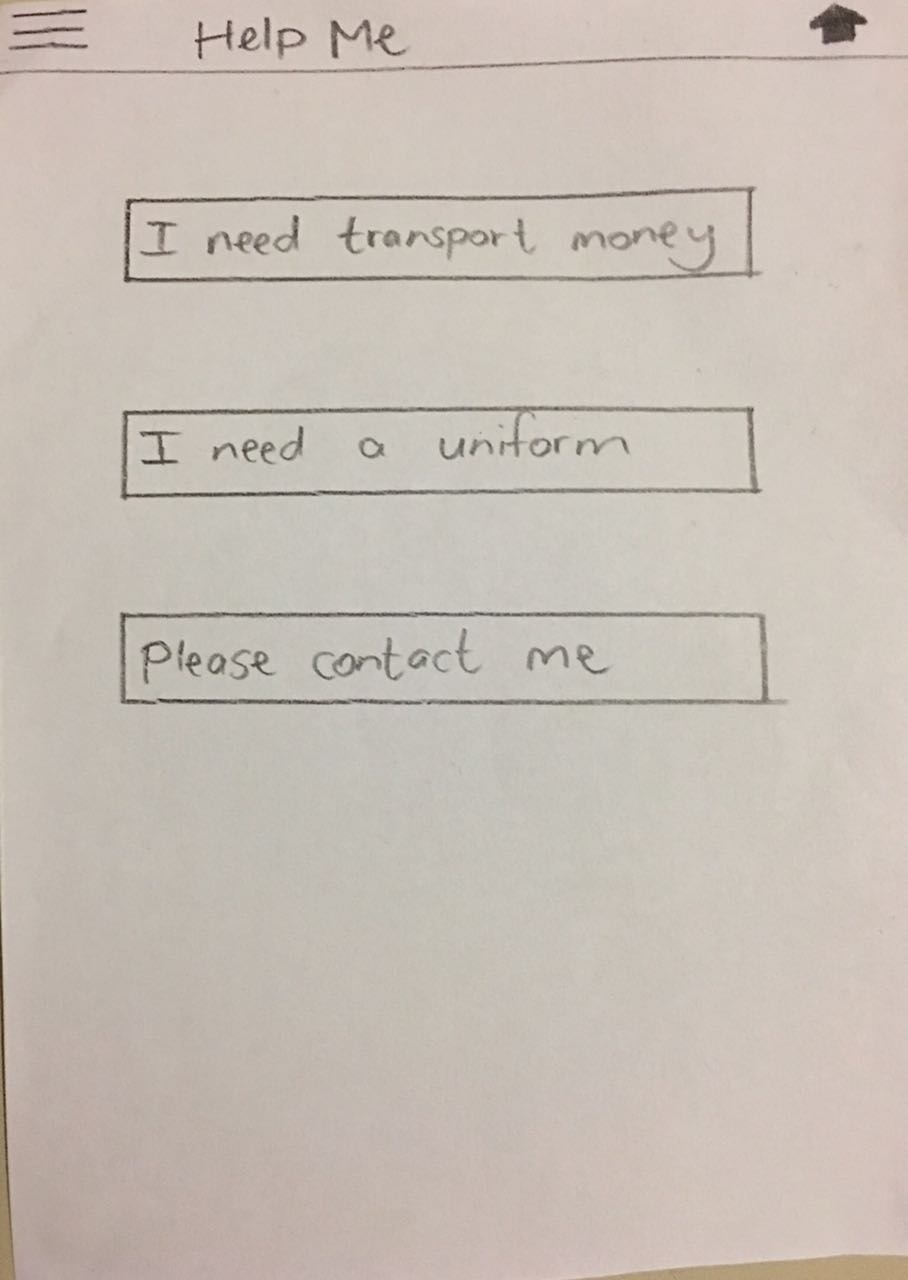 Help Me
I need transport money
I need a uniform
Please contact me